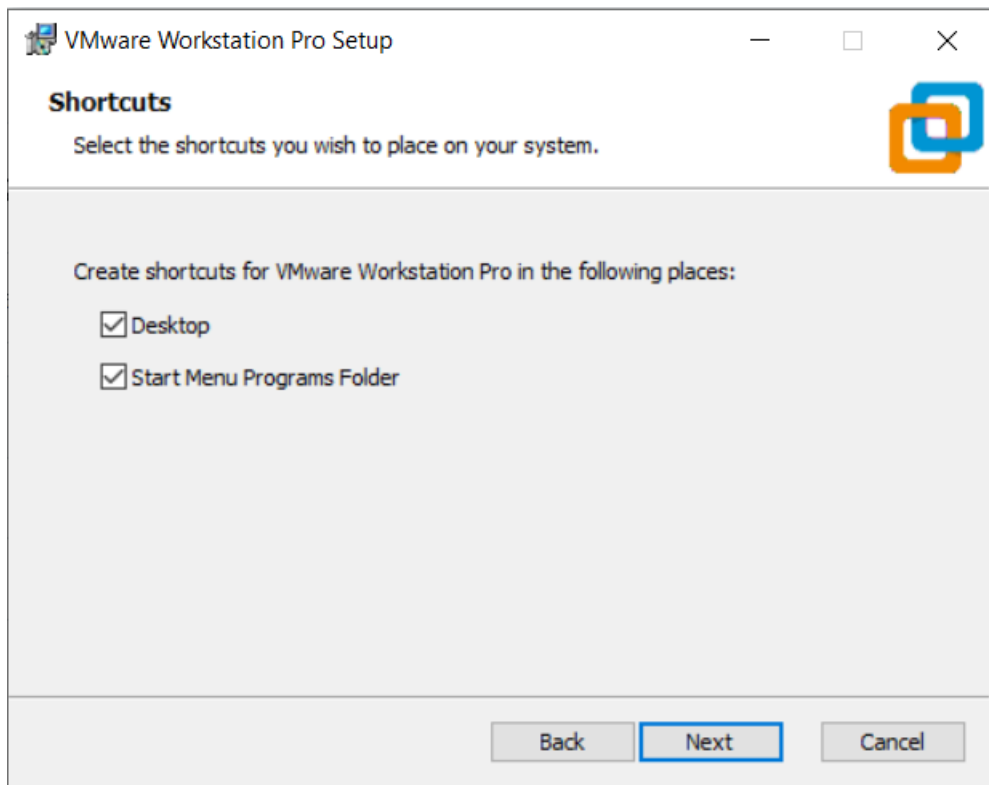 VMware Workstation Pro Setup
Shortcuts
Select the shortcuts you wish to place on your system.
Create shortcuts for VMware Workstation Pro in the following places:
Desktop
Start Menu Programs Folder
Back Next Cancel